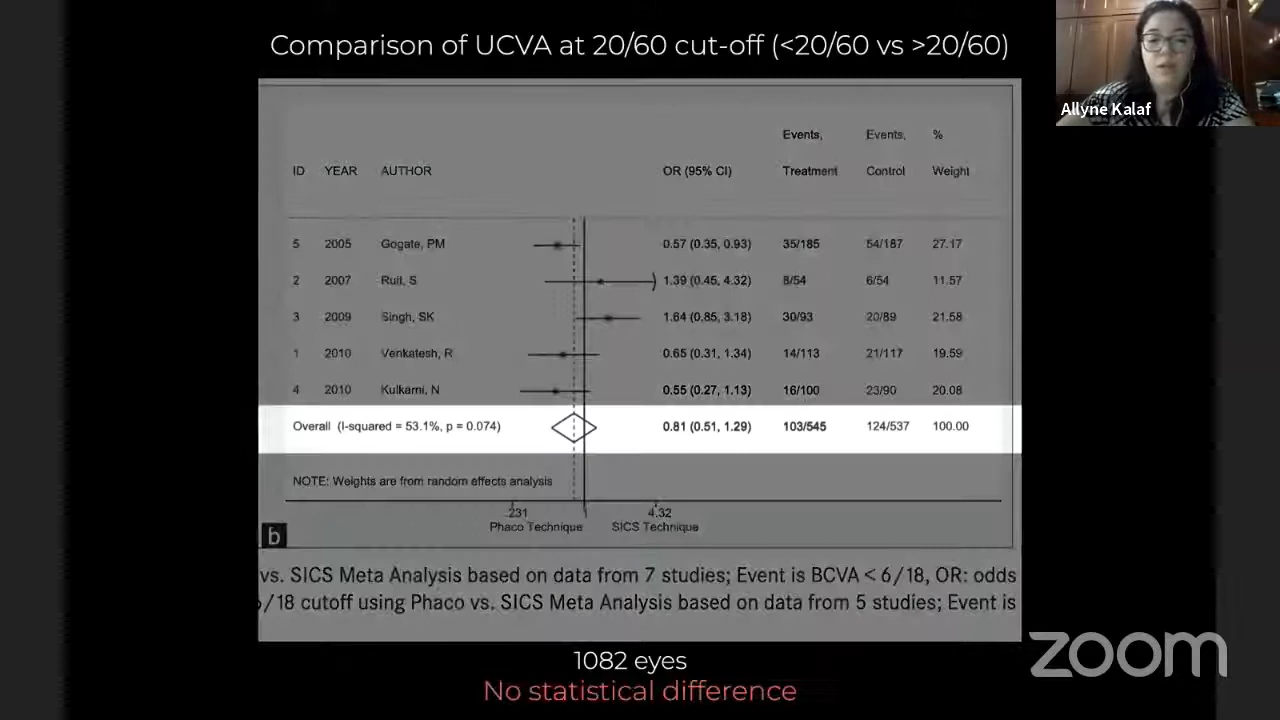 Comparison of UCVA at 20/60 cut-off (<20/60 vs >20/60)
Allyne Kalaf
Events, Events, %
ID YEAR AUTHOR OR (95% CI) Treatment Control Weight
5 2005 Gogate, PM 0.57 (0.35, 0.93) 35/185 54/187 27.17
2 2007 Ruit, S 1.39 (0.45, 4.32) 8/54 6/54 11.57
3 2009 Singh, SK 1.64 (0.85, 3.18) 30/93 20/89 21.58
1 2010 Venkatesh, R 0.65 (0.31, 1.34) 14/113 21/117 19.59
4 2010 Kulkarni, N 0.55 (0.27, 1.13) 16/100 23/90 20.08
Overall (I-squared = 53.1%, p = 0.074) 0.81 (0.51, 1.29) 103/545 124/537 100.00
NOTE: Weights are from random effects analysis
.231 1 4.32
Phaco Technique SICS Technique
b
vs. SICS Meta Analysis based on data from 7 studies; Event is BCVA < 6/18, OR: odds
/18 cutoff using Phaco vs. SICS Meta Analysis based on data from 5 studies; Event is
zoom
1082 eyes
No statistical difference